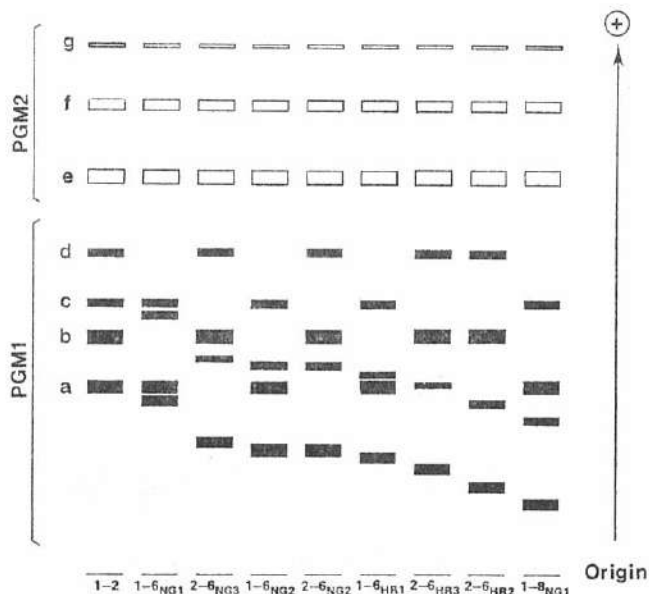 +
g
PGM2
f
e
d
c
PGM1
b
a
Origin
1–2 1–6NG1 2–6NG3 1–6NG2 2–6NG2 1–6HB1 2–6HB3 2–6HB2 1–8NG1